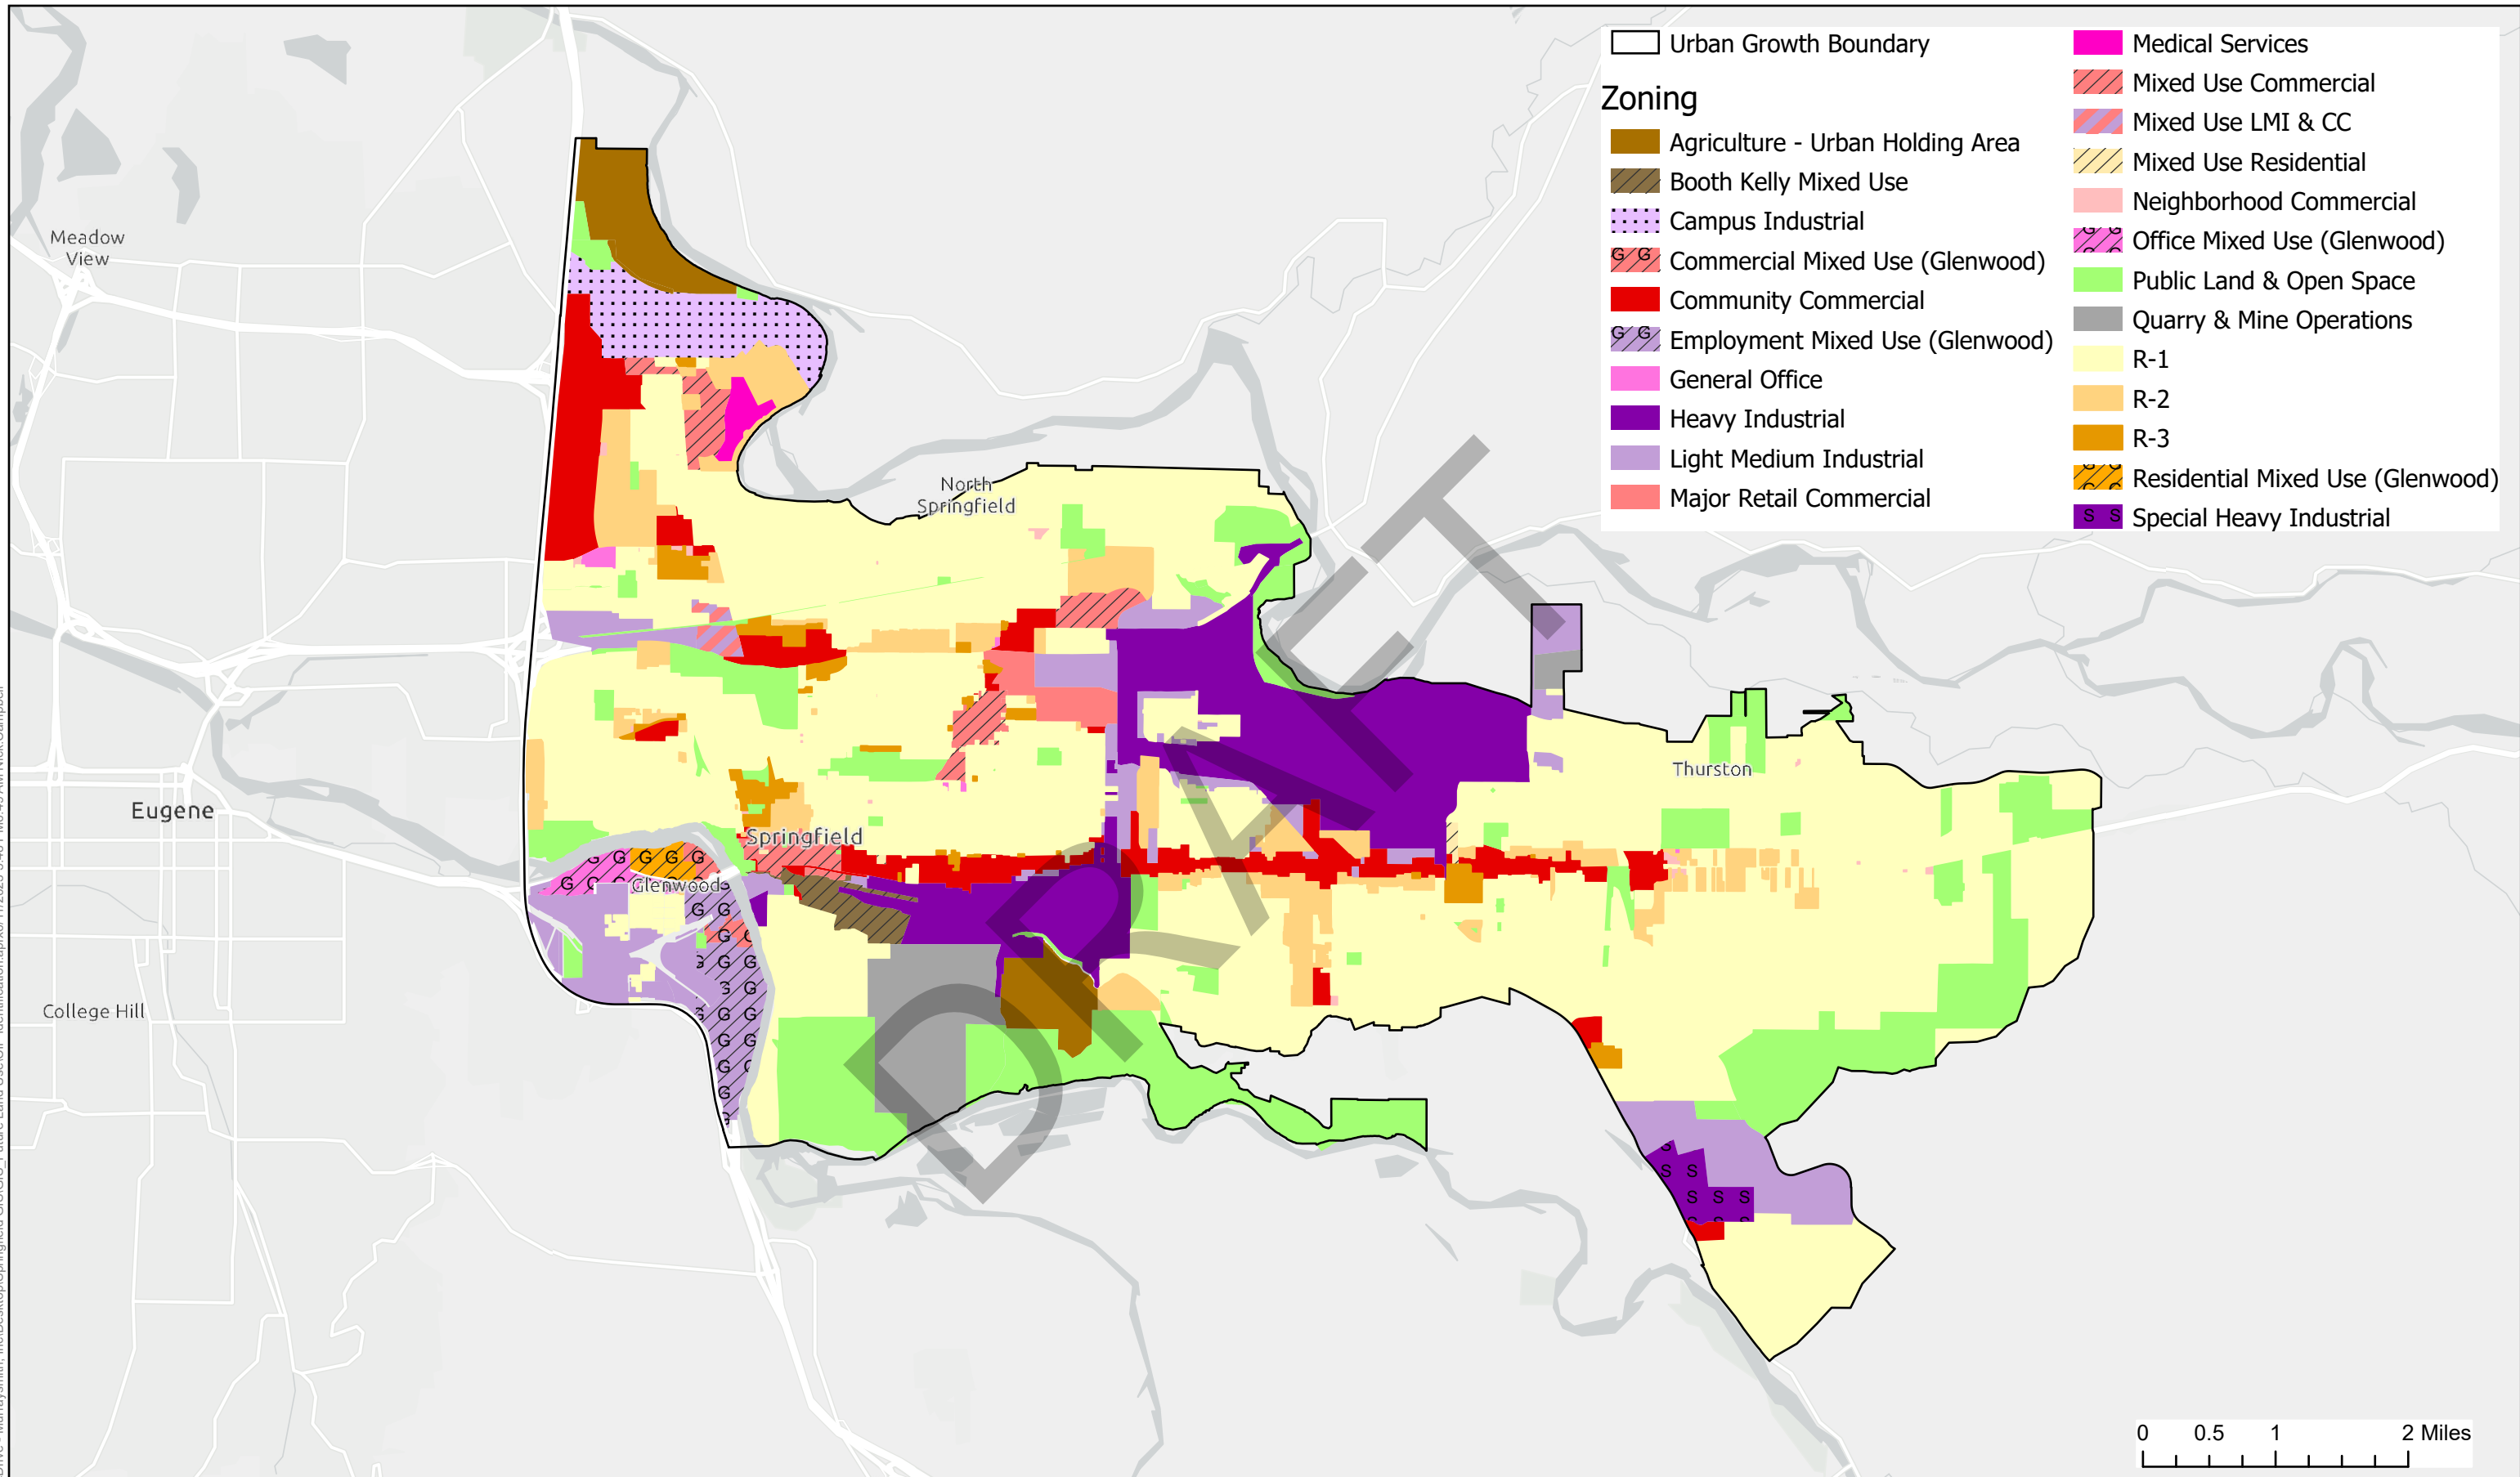 Urban Growth Boundary
Zoning
Agriculture - Urban Holding Area
Booth Kelly Mixed Use
Campus Industrial
G G Commercial Mixed Use (Glenwood)
Community Commercial
G G Employment Mixed Use (Glenwood)
General Office
Heavy Industrial
Light Medium Industrial
Major Retail Commercial
Medical Services
Mixed Use Commercial
Mixed Use LMI & CC
Mixed Use Residential
Neighborhood Commercial
Office Mixed Use (Glenwood)
Public Land & Open Space
Quarry & Mine Operations
R-1
R-2
R-3
Residential Mixed Use (Glenwood)
S S Special Heavy Industrial
Meadow
View
North
Springfield
Thurston
Eugene
Springfield
Glenwood
College Hill
DRAFT
0 0.5 1 2 Miles